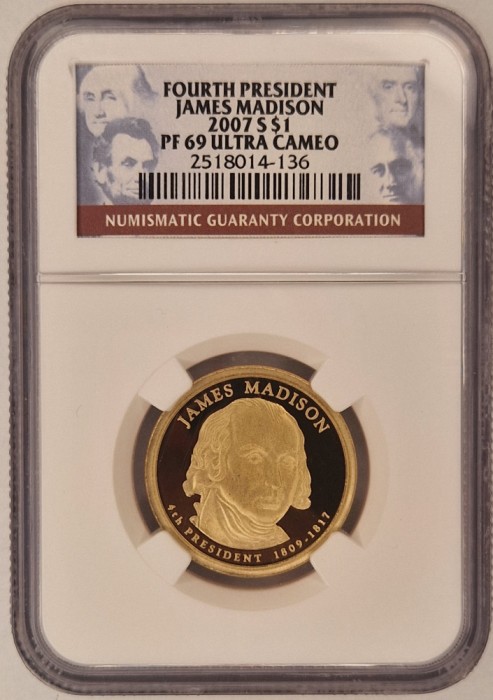 FOURTH PRESIDENT
JAMES MADISON
2007 S $1
PF 69 ULTRA CAMEO
2518014-136
NUMISMATIC GUARANTY CORPORATION
JAMES MADISON
4th PRESIDENT 1809-1817